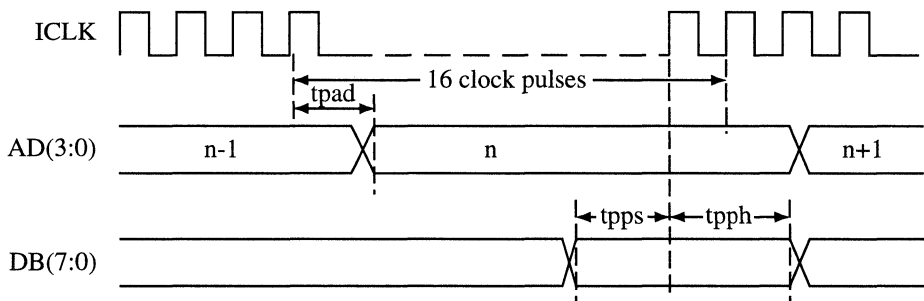 ICLK
16 clock pulses
tpad
AD(3:0)
n-1
n
n+1
tpps
tpph
DB(7:0)